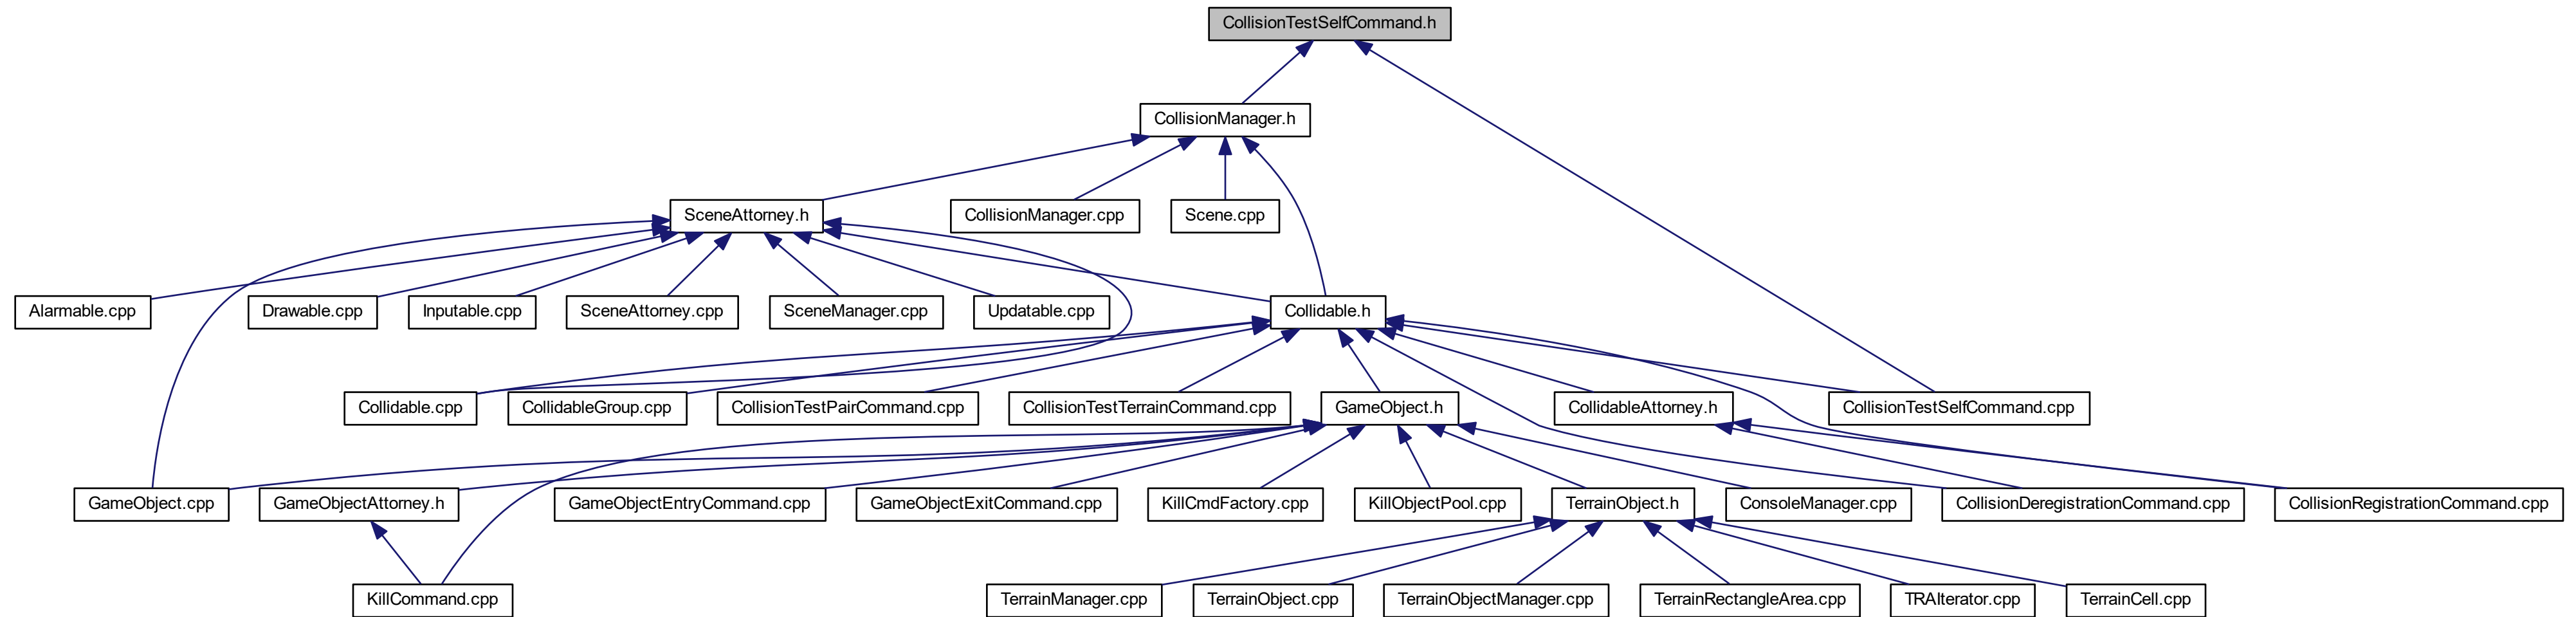 CollisionTestSelfCommand.h
CollisionManager.h
SceneAttorney.h
CollisionManager.cpp
Scene.cpp
Alarmable.cpp
Drawable.cpp
Inputable.cpp
SceneAttorney.cpp
SceneManager.cpp
Updatable.cpp
Collidable.h
Collidable.cpp
CollidableGroup.cpp
CollisionTestPairCommand.cpp
CollisionTestTerrainCommand.cpp
GameObject.h
CollidableAttorney.h
CollisionTestSelfCommand.cpp
GameObject.cpp
GameObjectAttorney.h
GameObjectEntryCommand.cpp
GameObjectExitCommand.cpp
KillCmdFactory.cpp
KillObjectPool.cpp
TerrainObject.h
ConsoleManager.cpp
CollisionDeregistrationCommand.cpp
CollisionRegistrationCommand.cpp
KillCommand.cpp
TerrainManager.cpp
TerrainObject.cpp
TerrainObjectManager.cpp
TerrainRectangleArea.cpp
TRAIterator.cpp
TerrainCell.cpp